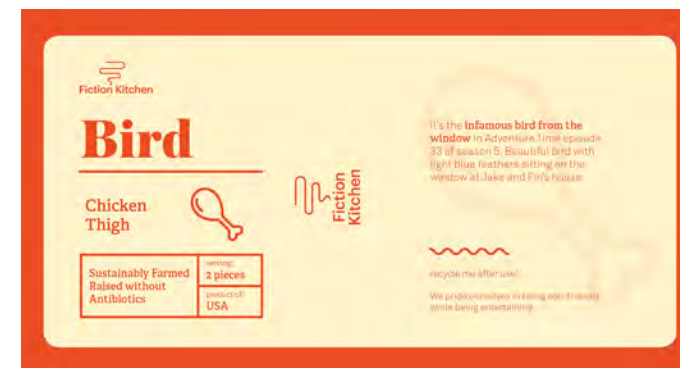 Fiction Kitchen
Bird
Chicken
Thigh
Sustainably Farmed
Raised without
Antibiotics
serving:
2 pieces
product of:
USA
Fiction
Kitchen
It's the infamous bird from the
window in Adventure Time episode
33 of season 5. Beautiful bird with
light blue feathers sitting on the
window at Jake and Fin's house.
recycle me after use!
We pride ourselves in being eco-friendly
while being entertaining.